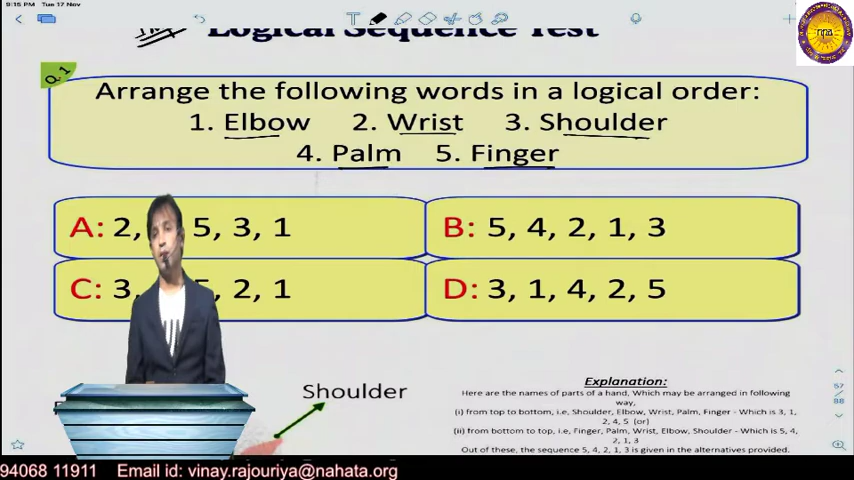 9:15 PM Tue 17 Nov
Logical Sequence Test
Q.1
Arrange the following words in a logical order:
1. Elbow 2. Wrist 3. Shoulder
4. Palm 5. Finger
A: 2, 5, 3, 1
B: 5, 4, 2, 1, 3
C: 3, 5, 2, 1
D: 3, 1, 4, 2, 5
Shoulder
Explanation:
Here are the names of parts of a hand, Which may be arranged in following
way,
(i) from top to bottom, i.e, Shoulder, Elbow, Wrist, Palm, Finger - Which is 3, 1,
2, 4, 5 (or)
(ii) from bottom to top, i.e, Finger, Palm, Wrist, Elbow, Shoulder - Which is 5, 4,
2, 1, 3
Out of these, the sequence 5, 4, 2, 1, 3 is given in the alternatives provided.
57
98
94068 11911 Email id: vinay.rajouriya@nahata.org